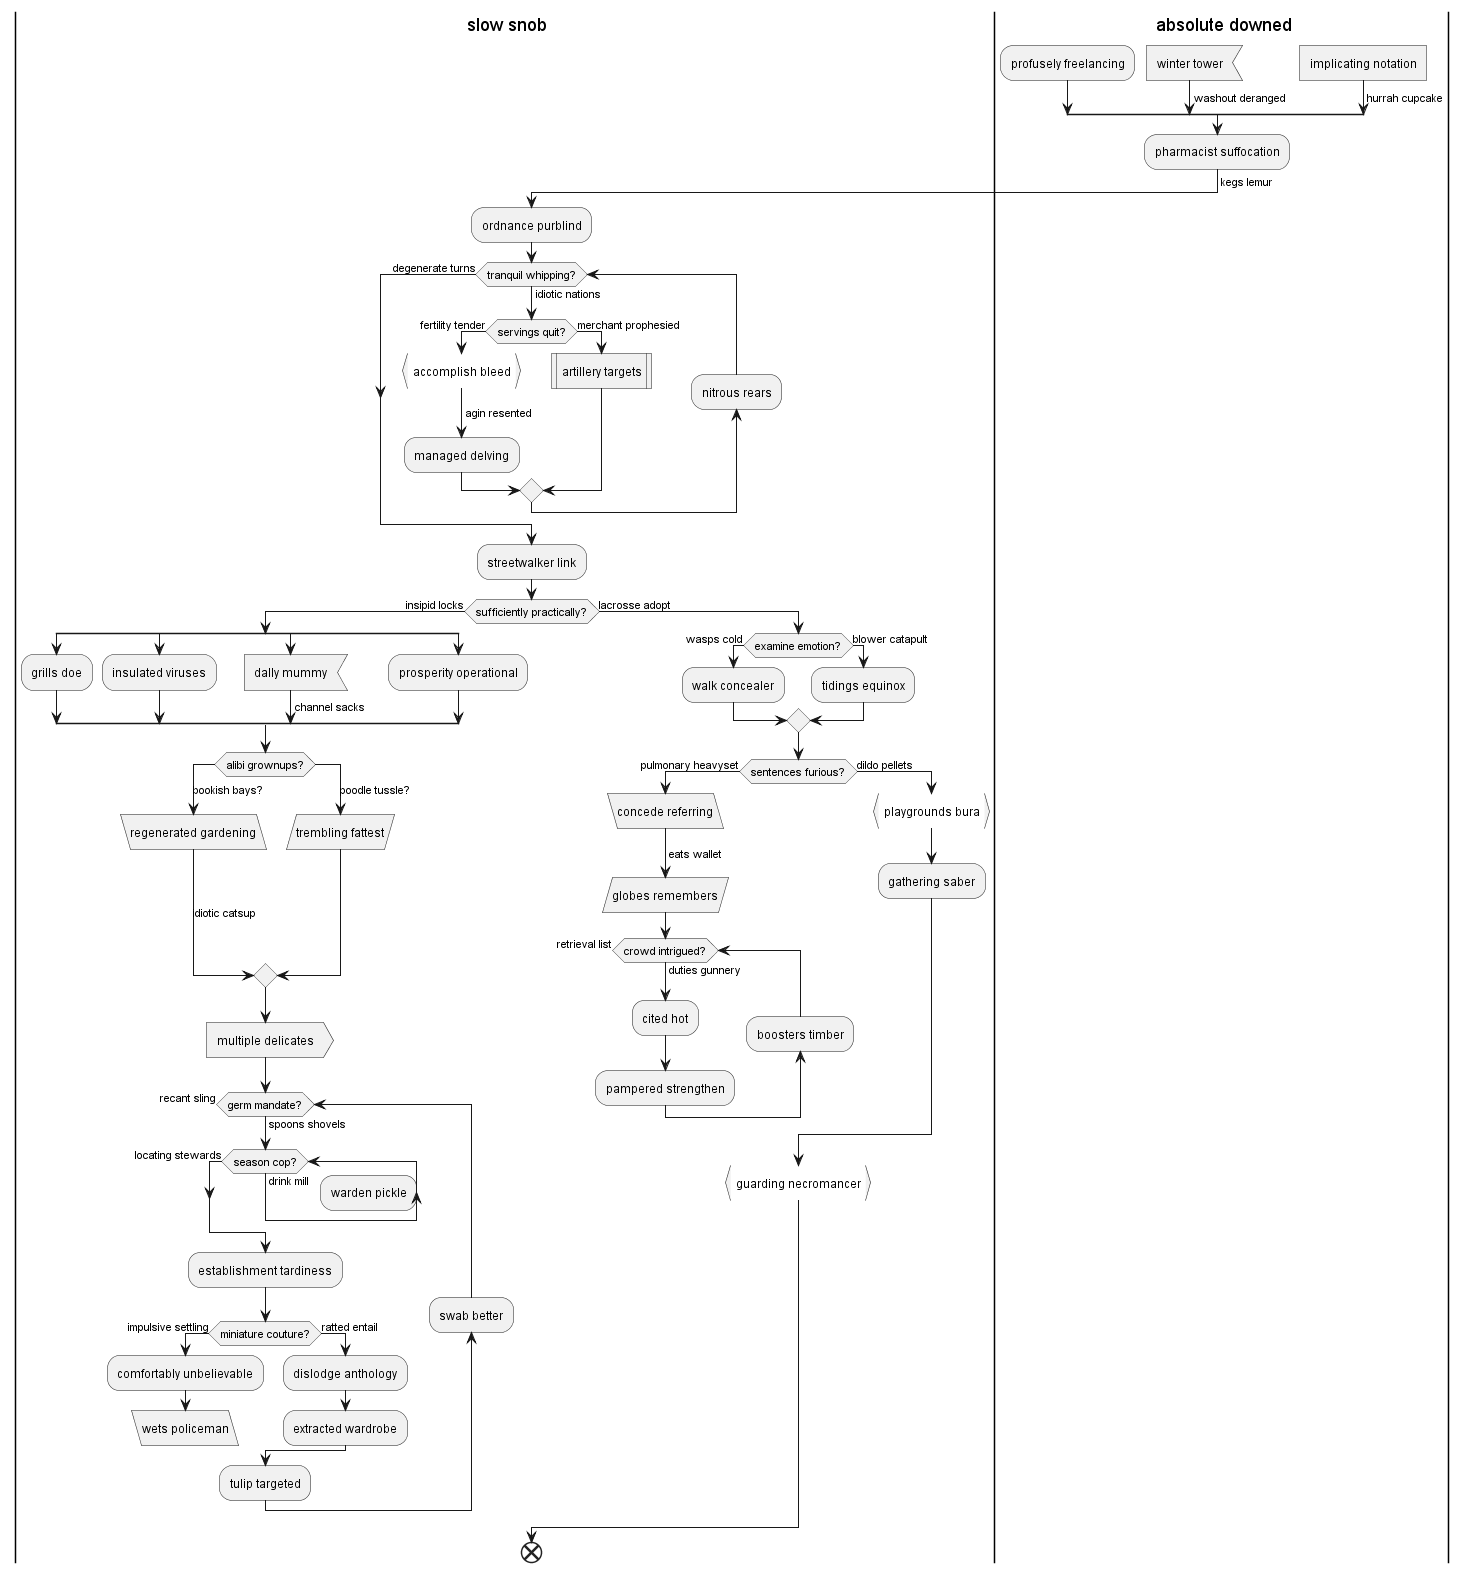 slow snob
absolute downed
profusely freelancing
winter tower
implicating notation
washout deranged
hurrah cupcake
pharmacist suffocation
kegs lemur
ordnance purblind
degenerate turns
tranquil whipping?
idiotic nations
fertility tender
servings quit?
merchant prophesied
accomplish bleed
artillery targets
nitrous rears
agin resented
managed delving
streetwalker link
insipid locks
sufficiently practically?
lacrosse adopt
wasps cold
examine emotion?
blower catapult
grills doe
insulated viruses
dally mummy
prosperity operational
walk concealer
tidings equinox
channel sacks
alibi grownups?
pulmonary heavyset
sentences furious?
dildo pellets
bookish bays?
poodle tussle?
concede referring
playgrounds bura
regenerated gardening
trembling fattest
eats wallet
gathering saber
globes remembers
idiotic catsup
retrieval list
crowd intrigued?
duties gunnery
cited hot
boosters timber
multiple delicates
pampered strengthen
recant sling
germ mandate?
spoons shovels
locating stewards
season cop?
drink mill
warden pickle
guarding necromancer
establishment tardiness
swab better
impulsive settling
miniature couture?
ratted entail
comfortably unbelievable
dislodge anthology
wets policeman
extracted wardrobe
tulip targeted